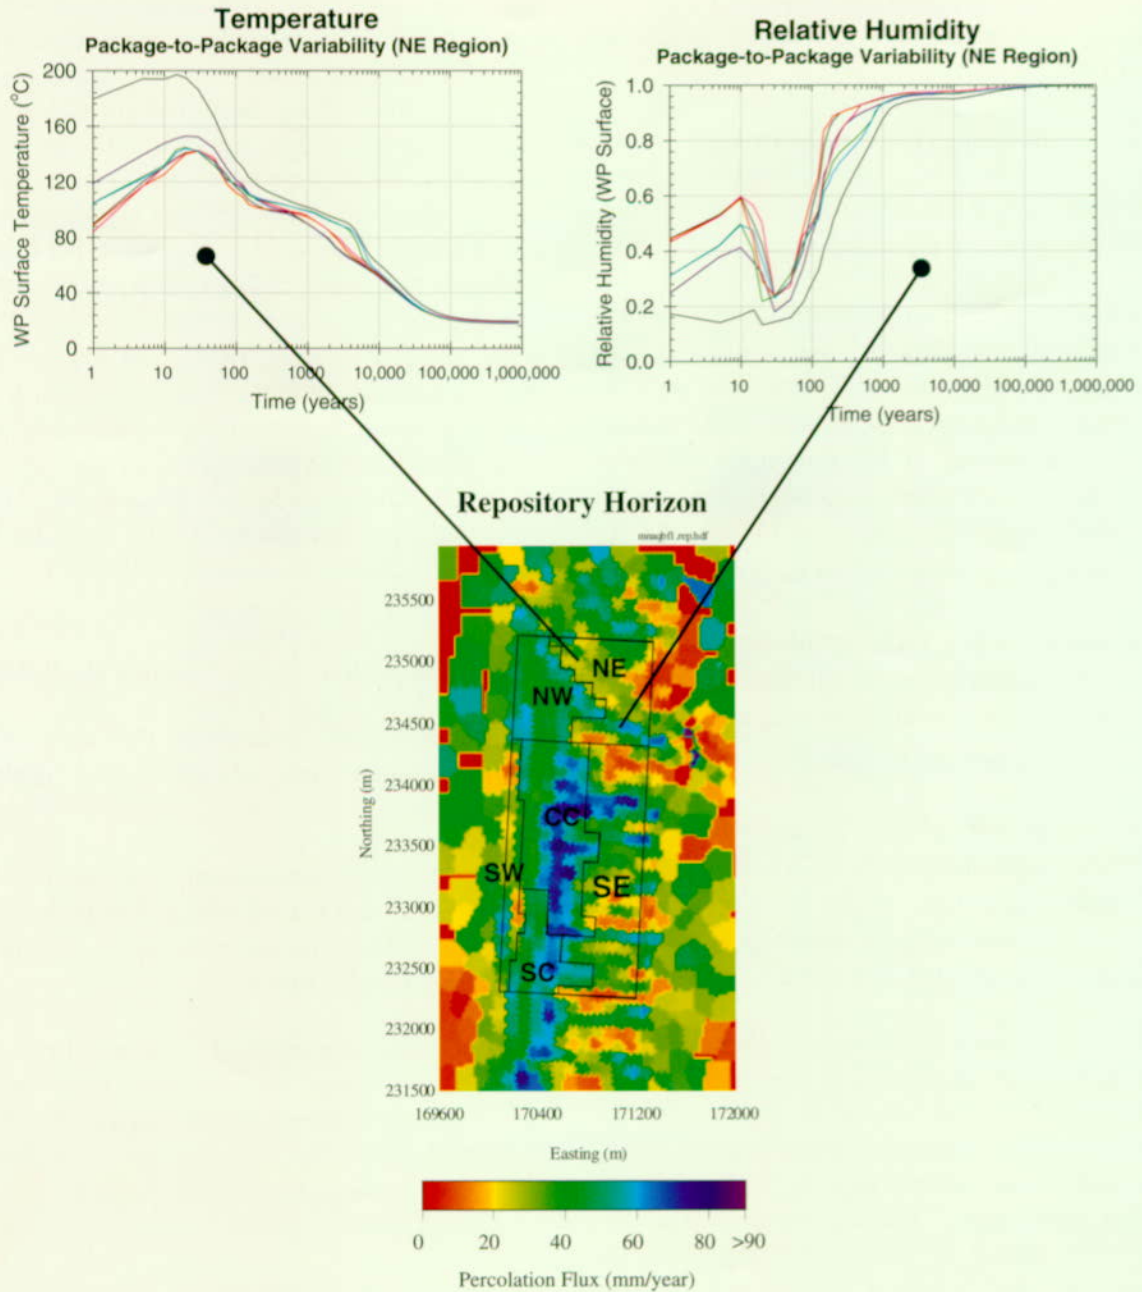 Temperature
Package-to-Package Variability (NE Region)
WP Surface Temperature (°C)
200
160
120
80
40
0
1 10 100 1000 10,000 100,000 1,000,000
Time (years)
Relative Humidity
Package-to-Package Variability (NE Region)
Relative Humidity (WP Surface)
1.0
0.8
0.6
0.4
0.2
0.0
1 10 100 1000 10,000 100,000 1,000,000
Time (years)
Repository Horizon
Northing (m)
235500
235000
234500
234000
233500
233000
232500
232000
231500
NE
NW
CC
SW
SE
SC
169600 170400 171200 172000
Easting (m)
0 20 40 60 80 >90
Percolation Flux (mm/year)